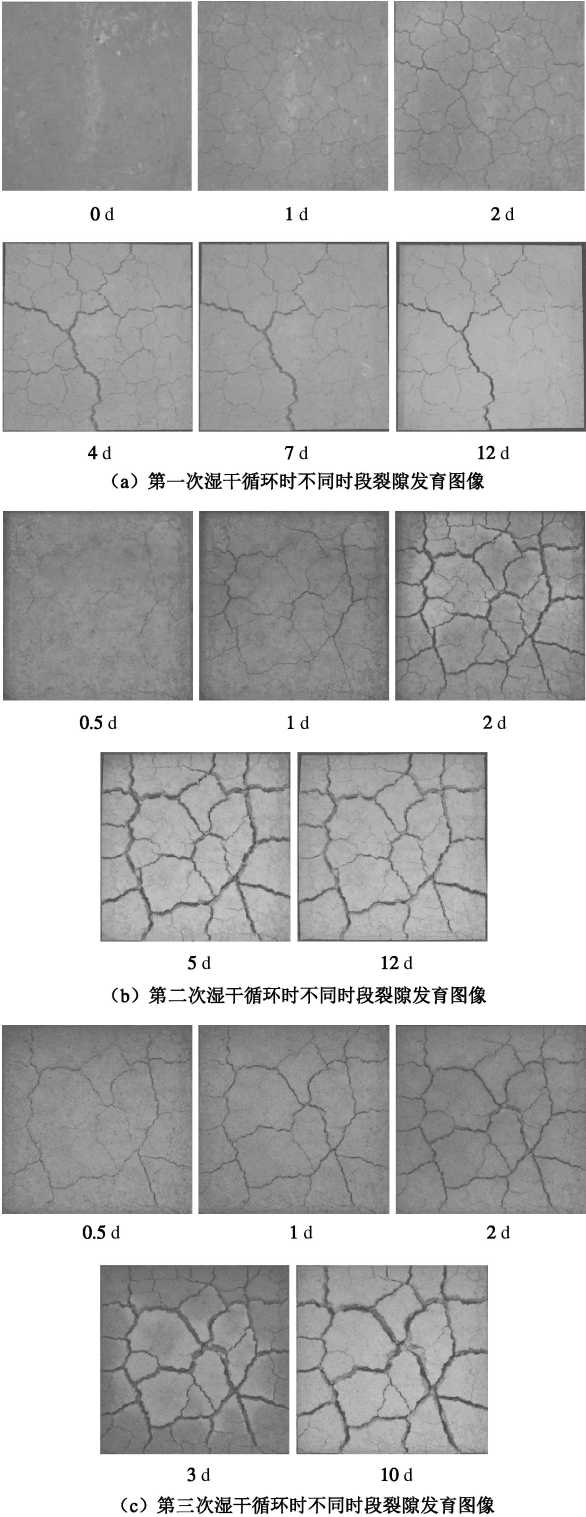 0 d 1 d 2 d
4 d 7 d 12 d
（a）第一次湿干循环时不同时段裂隙发育图像
0.5 d 1 d 2 d
5 d 12 d
（b）第二次湿干循环时不同时段裂隙发育图像
0.5 d 1 d 2 d
3 d 10 d
（c）第三次湿干循环时不同时段裂隙发育图像